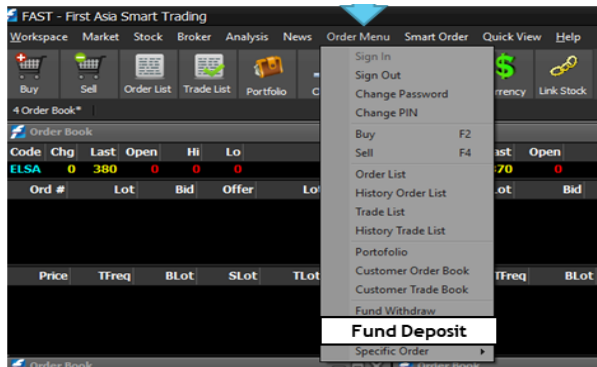 FAST - First Asia Smart Trading
Workspace Market Stock Broker Analysis News Order Menu Smart Order Quick View Help
Buy Sell Order List Trade List Portfolio Link Stock
4 Order Book*
Order Book
Code Chg Last Open Hi Lo
ELSA 0 380 0 0 0
Ord # Lot Bid Offer
Price TFreq BLot SLot TLot
Order Book
Sign In
Sign Out
Change Password
Change PIN
Buy F2
Sell F4
Order List
History Order List
Trade List
History Trade List
Portofolio
Customer Order Book
Customer Trade Book
Fund Withdraw
Fund Deposit
Specific Order
Open
0
Bid
TFreq BLot
Order Book